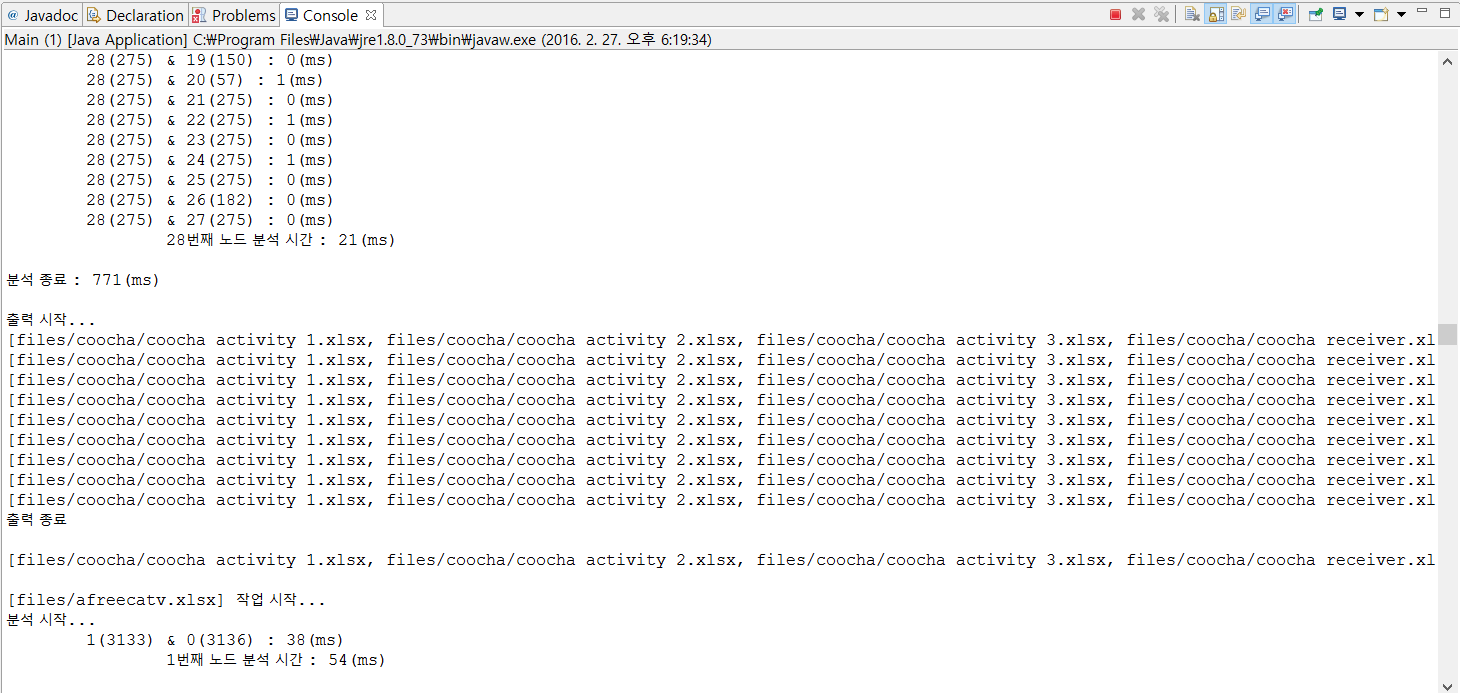 @ Javadoc Declaration Problems Console
Main (1) [Java Application] C:₩Program Files₩Java₩jre1.8.0_73₩bin₩javaw.exe (2016. 2. 27. 오후 6:19:34)
28(275) & 19(150) : 0(ms)
28(275) & 20(57) : 1(ms)
28(275) & 21(275) : 0(ms)
28(275) & 22(275) : 1(ms)
28(275) & 23(275) : 0(ms)
28(275) & 24(275) : 1(ms)
28(275) & 25(275) : 0(ms)
28(275) & 26(182) : 0(ms)
28(275) & 27(275) : 0(ms)
28번째 노드 분석 시간 : 21(ms)
분석 종료 : 771(ms)
출력 시작...
[files/coocha/coocha activity 1.xlsx, files/coocha/coocha activity 2.xlsx, files/coocha/coocha activity 3.xlsx, files/coocha/coocha receiver.xl
[files/coocha/coocha activity 1.xlsx, files/coocha/coocha activity 2.xlsx, files/coocha/coocha activity 3.xlsx, files/coocha/coocha receiver.xl
[files/coocha/coocha activity 1.xlsx, files/coocha/coocha activity 2.xlsx, files/coocha/coocha activity 3.xlsx, files/coocha/coocha receiver.xl
[files/coocha/coocha activity 1.xlsx, files/coocha/coocha activity 2.xlsx, files/coocha/coocha activity 3.xlsx, files/coocha/coocha receiver.xl
[files/coocha/coocha activity 1.xlsx, files/coocha/coocha activity 2.xlsx, files/coocha/coocha activity 3.xlsx, files/coocha/coocha receiver.xl
[files/coocha/coocha activity 1.xlsx, files/coocha/coocha activity 2.xlsx, files/coocha/coocha activity 3.xlsx, files/coocha/coocha receiver.xl
[files/coocha/coocha activity 1.xlsx, files/coocha/coocha activity 2.xlsx, files/coocha/coocha activity 3.xlsx, files/coocha/coocha receiver.xl
[files/coocha/coocha activity 1.xlsx, files/coocha/coocha activity 2.xlsx, files/coocha/coocha activity 3.xlsx, files/coocha/coocha receiver.xl
[files/coocha/coocha activity 1.xlsx, files/coocha/coocha activity 2.xlsx, files/coocha/coocha activity 3.xlsx, files/coocha/coocha receiver.xl
출력 종료
[files/coocha/coocha activity 1.xlsx, files/coocha/coocha activity 2.xlsx, files/coocha/coocha activity 3.xlsx, files/coocha/coocha receiver.xl
[files/afreecatv.xlsx] 작업 시작...
분석 시작...
1(3133) & 0(3136) : 38(ms)
1번째 노드 분석 시간 : 54(ms)